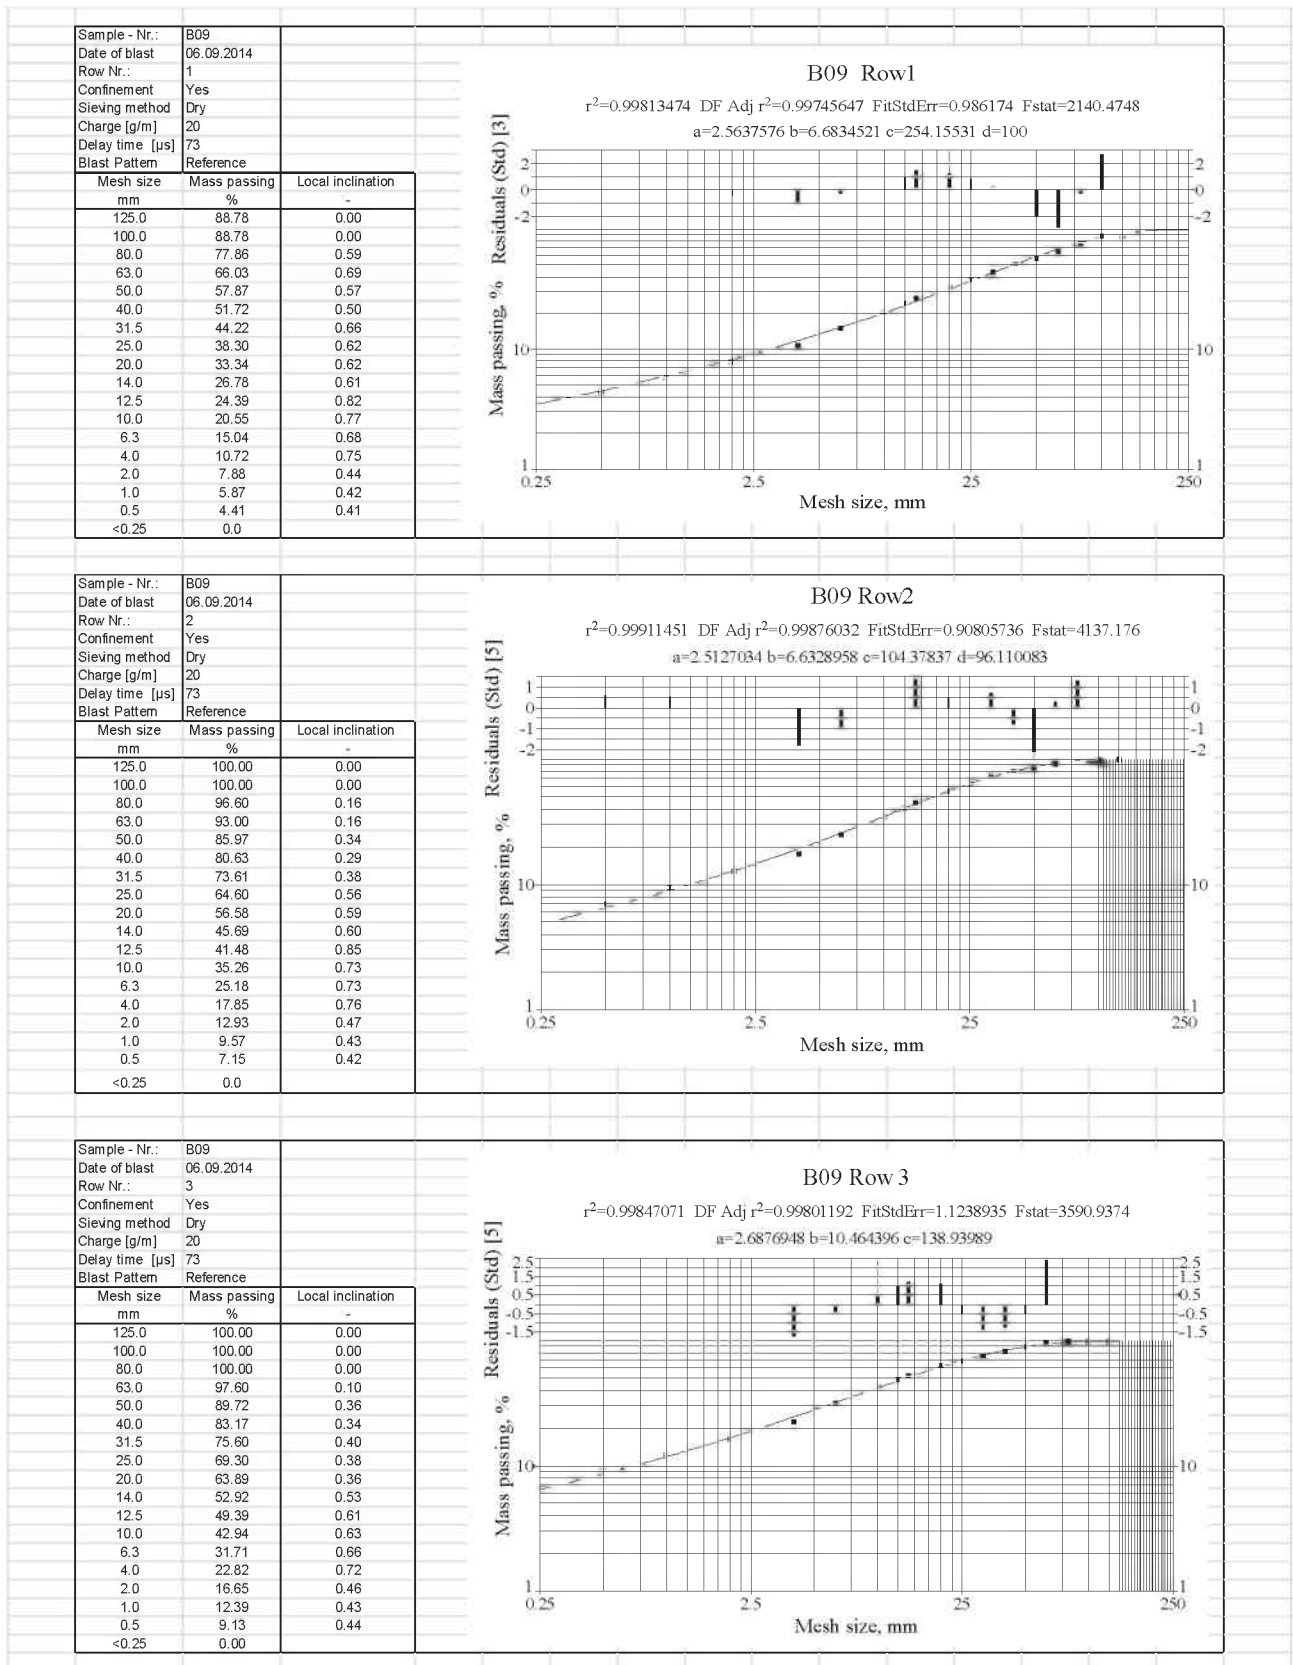 Sample - Nr.: B09
Date of blast 06.09.2014
Row Nr.: 1
Confinement Yes
Sieving method Dry
Charge [g/m] 20
Delay time [µs] 73
Blast Pattern Reference
Mesh size Mass passing Local inclination
mm % -
125.0 88.78 0.00
100.0 88.78 0.00
80.0 77.86 0.59
63.0 66.03 0.69
50.0 57.87 0.57
40.0 51.72 0.50
31.5 44.22 0.66
25.0 38.30 0.62
20.0 33.34 0.62
14.0 26.78 0.61
12.5 24.39 0.82
10.0 20.55 0.77
6.3 15.04 0.68
4.0 10.72 0.75
2.0 7.88 0.44
1.0 5.87 0.42
0.5 4.41 0.41
<0.25 0.0
B09 Row1
r²=0.99813474 DF Adj r²=0.99745647 FitStdErr=0.986174 Fstat=2140.4748
a=2.5637576 b=6.6834521 c=254.15531 d=100
Residuals (Std) [3]
2 2
0 0
-2 -2
Mass passing, %
10 10
1 1
0.25 2.5 25 250
Mesh size, mm
Sample - Nr.: B09
Date of blast 06.09.2014
Row Nr.: 2
Confinement Yes
Sieving method Dry
Charge [g/m] 20
Delay time [µs] 73
Blast Pattern Reference
Mesh size Mass passing Local inclination
mm % -
125.0 100.00 0.00
100.0 100.00 0.00
80.0 96.60 0.16
63.0 93.00 0.16
50.0 85.97 0.34
40.0 80.63 0.29
31.5 73.61 0.38
25.0 64.60 0.56
20.0 56.58 0.59
14.0 45.69 0.60
12.5 41.48 0.85
10.0 35.26 0.73
6.3 25.18 0.73
4.0 17.85 0.76
2.0 12.93 0.47
1.0 9.57 0.43
0.5 7.15 0.42
<0.25 0.0
B09 Row2
r²=0.99911451 DF Adj r²=0.99876032 FitStdErr=0.90805736 Fstat=4137.176
a=2.5127034 b=6.6328958 c=104.37837 d=96.110083
Residuals (Std) [5]
1 1
0 0
-1 -1
-2 -2
Mass passing, %
10 10
1 1
0.25 2.5 25 250
Mesh size, mm
Sample - Nr.: B09
Date of blast 06.09.2014
Row Nr.: 3
Confinement Yes
Sieving method Dry
Charge [g/m] 20
Delay time [µs] 73
Blast Pattern Reference
Mesh size Mass passing Local inclination
mm % -
125.0 100.00 0.00
100.0 100.00 0.00
80.0 100.00 0.00
63.0 97.60 0.10
50.0 89.72 0.36
40.0 83.17 0.34
31.5 75.60 0.40
25.0 69.30 0.38
20.0 63.89 0.36
14.0 52.92 0.53
12.5 49.39 0.61
10.0 42.94 0.63
6.3 31.71 0.66
4.0 22.82 0.72
2.0 16.65 0.46
1.0 12.39 0.43
0.5 9.13 0.44
<0.25 0.00
B09 Row 3
r²=0.99847071 DF Adj r²=0.99801192 FitStdErr=1.1238935 Fstat=3590.9374
a=2.6876948 b=10.464396 c=138.93989
Residuals (Std) [5]
2.5 2.5
1.5 1.5
0.5 0.5
-0.5 -0.5
-1.5 -1.5
Mass passing, %
10 10
1 1
0.25 2.5 25 250
Mesh size, mm